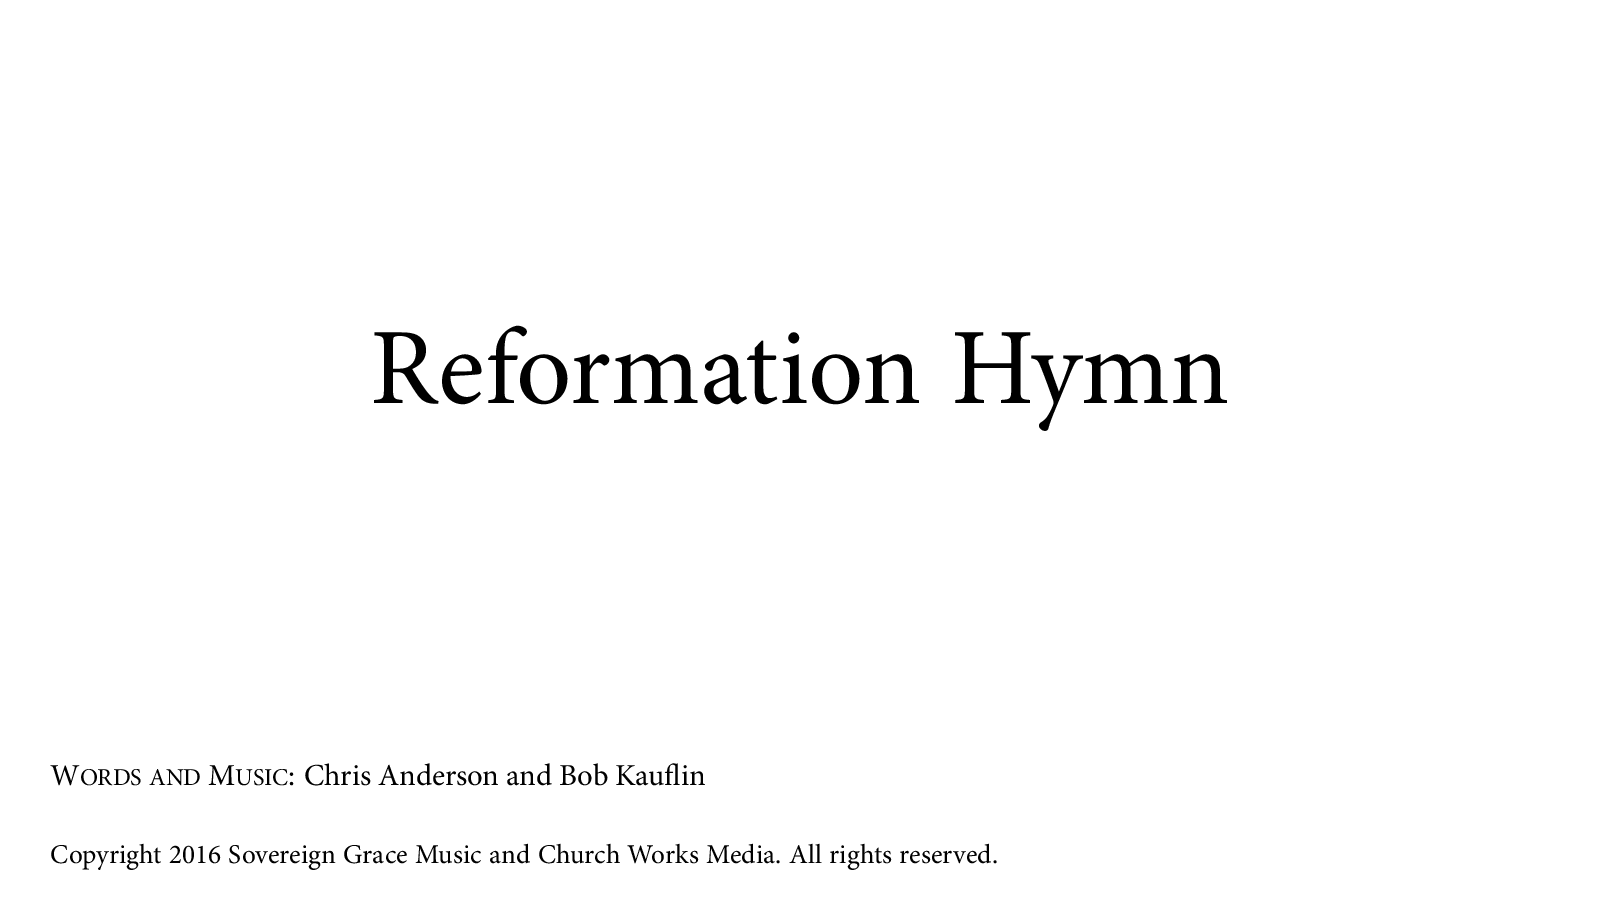 Reformation Hymn
Words and Music: Chris Anderson and Bob Kauflin
Copyright 2016 Sovereign Grace Music and Church Works Media. All rights reserved.